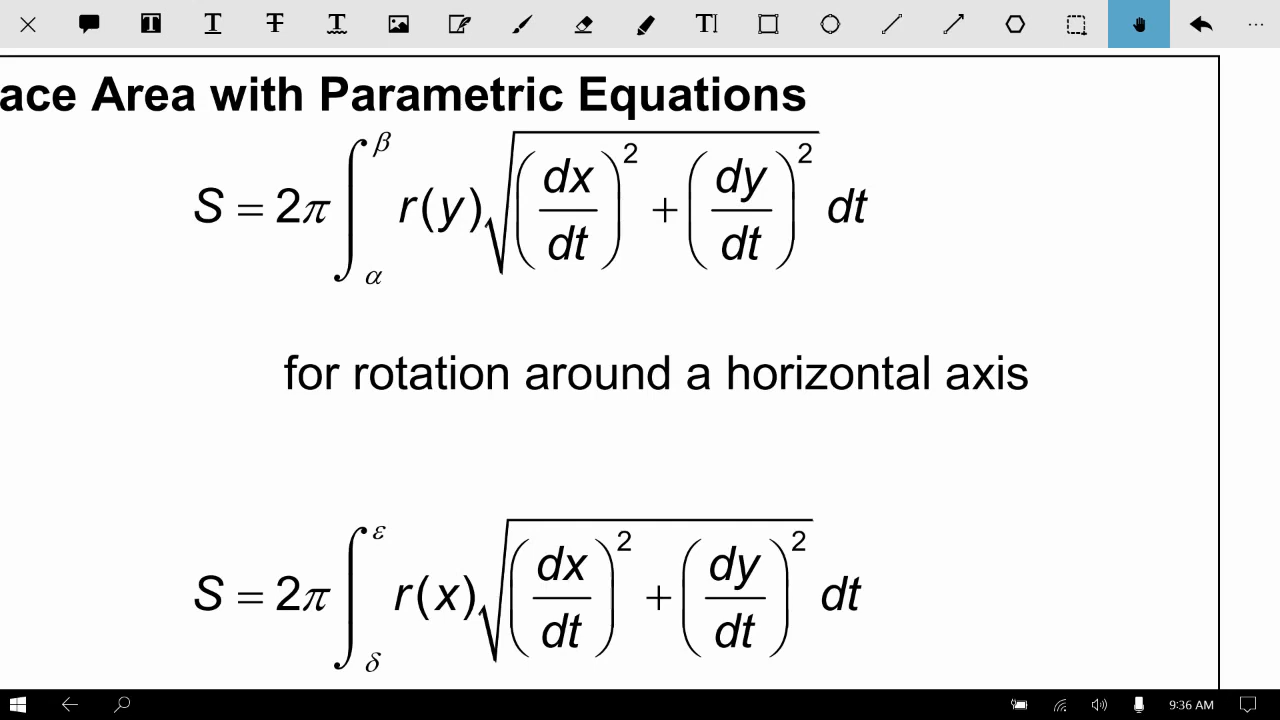 ace Area with Parametric Equations
S = 2π ∫_α^β r(y) √((dx/dt)^2 + (dy/dt)^2) dt
for rotation around a horizontal axis
S = 2π ∫_δ^ε r(x) √((dx/dt)^2 + (dy/dt)^2) dt
9:36 AM